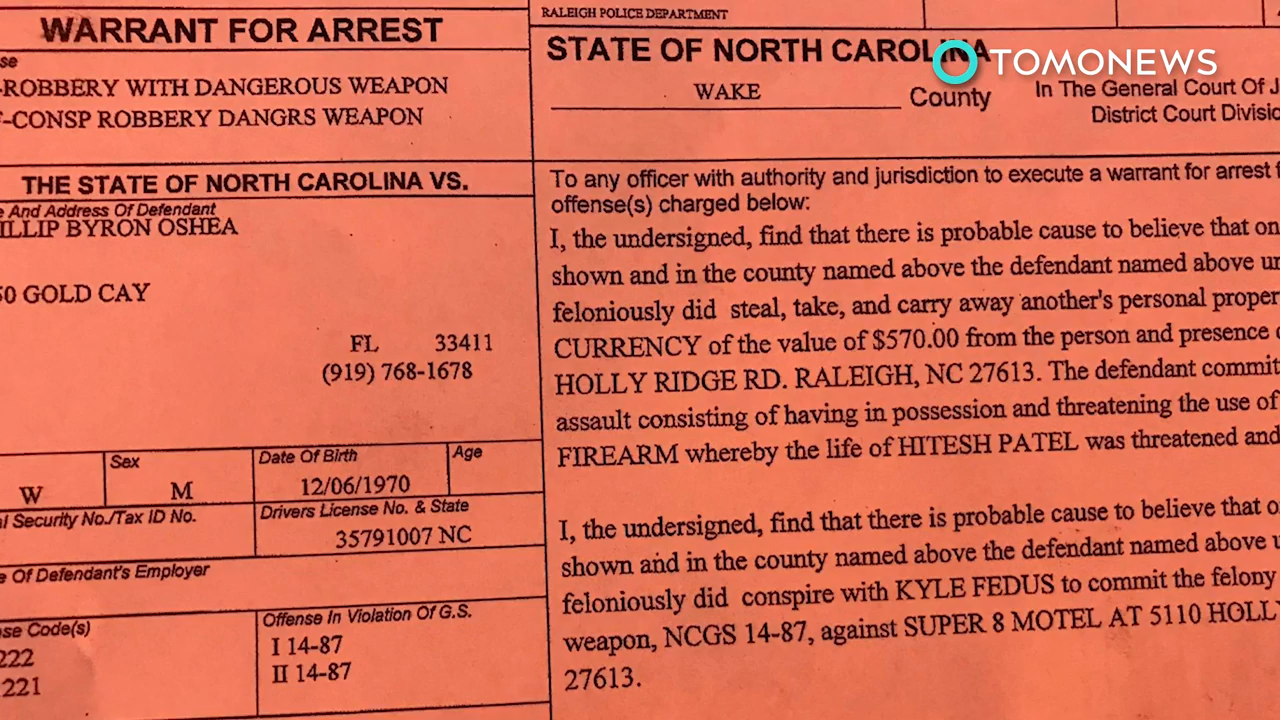 WARRANT FOR ARREST
-ROBBERY WITH DANGEROUS WEAPON
-CONSP ROBBERY DANGRS WEAPON
THE STATE OF NORTH CAROLINA VS.
And Address Of Defendant
ILLIP BYRON OSHEA
50 GOLD CAY
FL 33411
(919) 768-1678
Sex
Date Of Birth
Age
W
M
12/06/1970
Security No./Tax ID No.
Drivers License No. & State
35791007 NC
Of Defendant's Employer
Code(s)
Offense In Violation Of G.S.
222
I 14-87
221
II 14-87
RALEIGH POLICE DEPARTMENT
STATE OF NORTH CAROLINA
TOMONEWS
WAKE
County
In The General Court Of J
District Court Divisio
To any officer with authority and jurisdiction to execute a warrant for arrest f
offense(s) charged below:
I, the undersigned, find that there is probable cause to believe that on
shown and in the county named above the defendant named above un
feloniously did steal, take, and carry away another's personal proper
CURRENCY of the value of $570.00 from the person and presence o
HOLLY RIDGE RD. RALEIGH, NC 27613. The defendant commit
assault consisting of having in possession and threatening the use of
FIREARM whereby the life of HITESH PATEL was threatened and
I, the undersigned, find that there is probable cause to believe that o
shown and in the county named above the defendant named above u
feloniously did conspire with KYLE FEDUS to commit the felony
weapon, NCGS 14-87, against SUPER 8 MOTEL AT 5110 HOLL
27613.